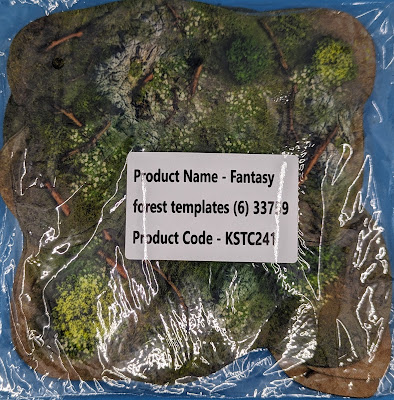 Product Name - Fantasy
forest templates (6) 33759
Product Code - KSTC241